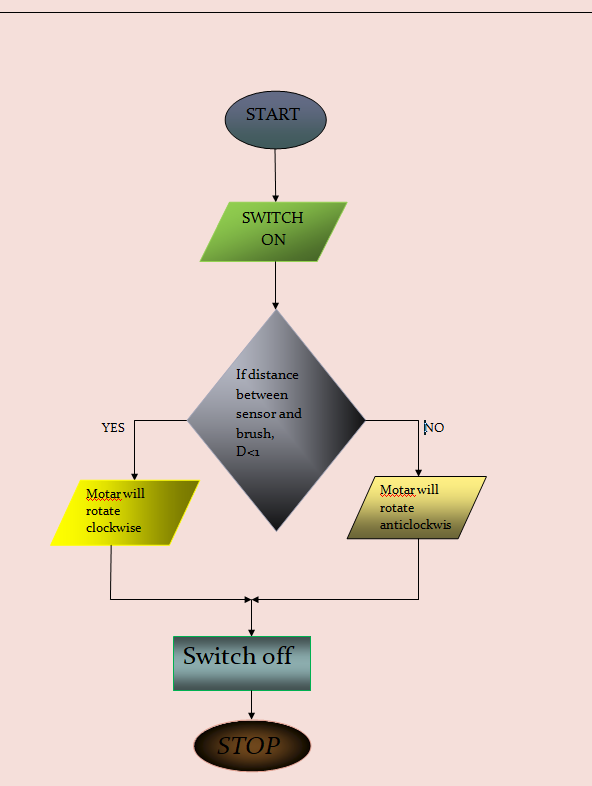 START
SWITCH
ON
If distance
between
sensor and
brush,
D<1
YES
NO
Motar will
rotate
clockwise
Motar will
rotate
anticlockwis
Switch off
STOP